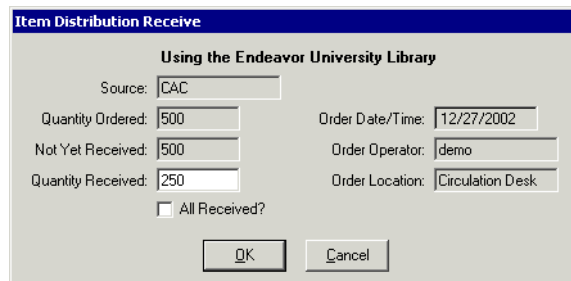 Item Distribution Receive
Using the Endeavor University Library
Source: CAC
Quantity Ordered: 500 Order Date/Time: 12/27/2002
Not Yet Received: 500 Order Operator: demo
Quantity Received: 250 Order Location: Circulation Desk
All Received?
OK Cancel